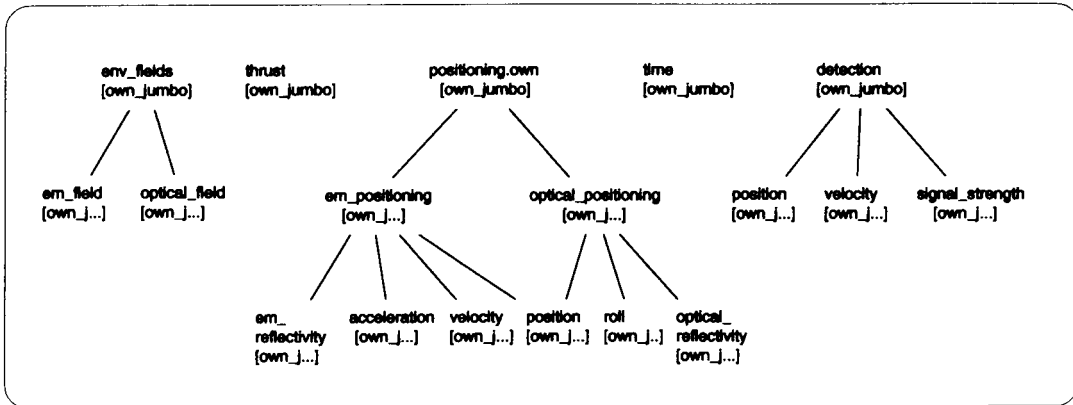 env_fields
[own_jumbo}
thrust
[own_jumbo]
positioning.own
[own_jumbo]
time
[own_jumbo]
detection
[own_jumbo]
em_field
[own_j...]
optical_field
[own_j...]
em_positioning
[own_j...]
optical_positioning
[own_j...]
position
[own_j...]
velocity
[own_j...]
signal_strength
[own_j...]
em_
reflectivity
[own_j...]
acceleration
[own_j...]
velocity
[own_j...]
position
[own_j...]
roll
[own_j..]
optical_
reflectivity
[own_j...]